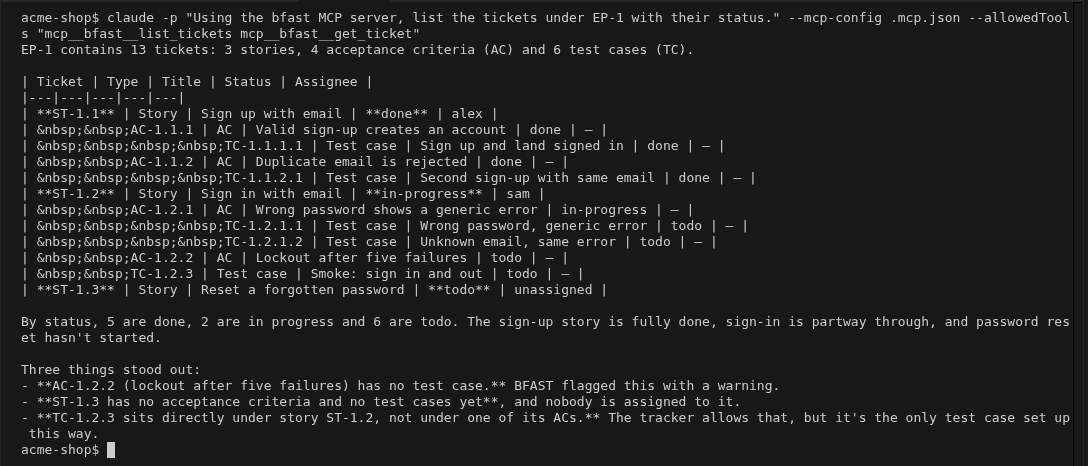 acme-shop$ claude -p "Using the bfast MCP server, list the tickets under EP-1 with their status." --mcp-config .mcp.json --allowedTool
s "mcp__bfast__list_tickets mcp__bfast__get_ticket"
EP-1 contains 13 tickets: 3 stories, 4 acceptance criteria (AC) and 6 test cases (TC).

| Ticket | Type | Title | Status | Assignee |
|---|---|---|---|---|
| **ST-1.1** | Story | Sign up with email | **done** | alex |
| &nbsp;&nbsp;AC-1.1.1 | AC | Valid sign-up creates an account | done | — |
| &nbsp;&nbsp;&nbsp;&nbsp;TC-1.1.1.1 | Test case | Sign up and land signed in | done | — |
| &nbsp;&nbsp;AC-1.1.2 | AC | Duplicate email is rejected | done | — |
| &nbsp;&nbsp;&nbsp;&nbsp;TC-1.1.2.1 | Test case | Second sign-up with same email | done | — |
| **ST-1.2** | Story | Sign in with email | **in-progress** | sam |
| &nbsp;&nbsp;AC-1.2.1 | AC | Wrong password shows a generic error | in-progress | — |
| &nbsp;&nbsp;&nbsp;&nbsp;TC-1.2.1.1 | Test case | Wrong password, generic error | todo | — |
| &nbsp;&nbsp;&nbsp;&nbsp;TC-1.2.1.2 | Test case | Unknown email, same error | todo | — |
| &nbsp;&nbsp;AC-1.2.2 | AC | Lockout after five failures | todo | — |
| &nbsp;&nbsp;TC-1.2.3 | Test case | Smoke: sign in and out | todo | — |
| **ST-1.3** | Story | Reset a forgotten password | **todo** | unassigned |

By status, 5 are done, 2 are in progress and 6 are todo. The sign-up story is fully done, sign-in is partway through, and password res
et hasn't started.

Three things stood out:
- **AC-1.2.2 (lockout after five failures) has no test case.** BFAST flagged this with a warning.
- **ST-1.3 has no acceptance criteria and no test cases yet**, and nobody is assigned to it.
- **TC-1.2.3 sits directly under story ST-1.2, not under one of its ACs.** The tracker allows that, but it's the only test case set up
 this way.
acme-shop$